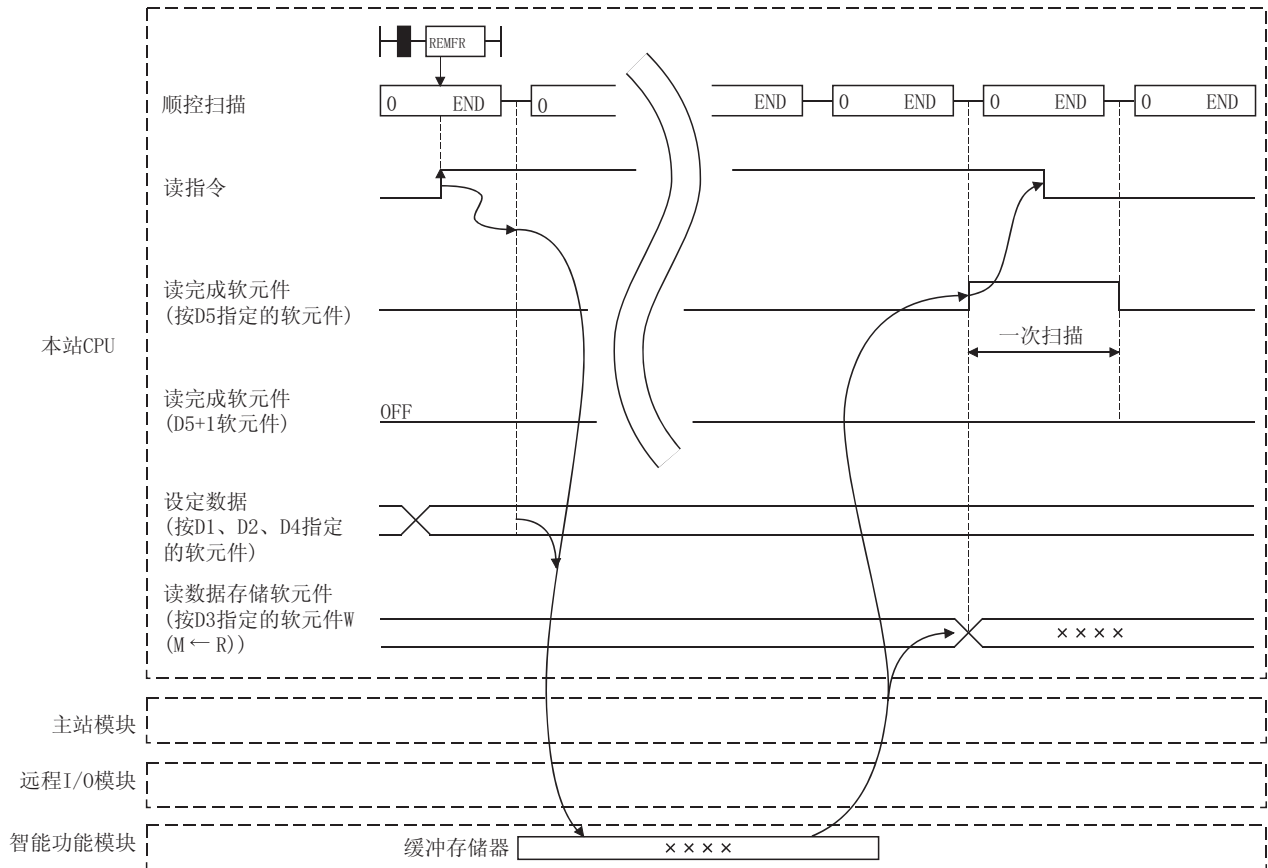 REMFR
顺控扫描
0 END 0 END 0 END 0 END 0 END
读指令
读完成软元件
(按D5指定的软元件)
一次扫描
本站CPU
读完成软元件
(D5+1软元件)
OFF
设定数据
(按D1、D2、D4指定
的软元件)
读数据存储软元件
(按D3指定的软元件W
(M ← R))
××××
主站模块
远程I/O模块
智能功能模块
缓冲存储器
××××